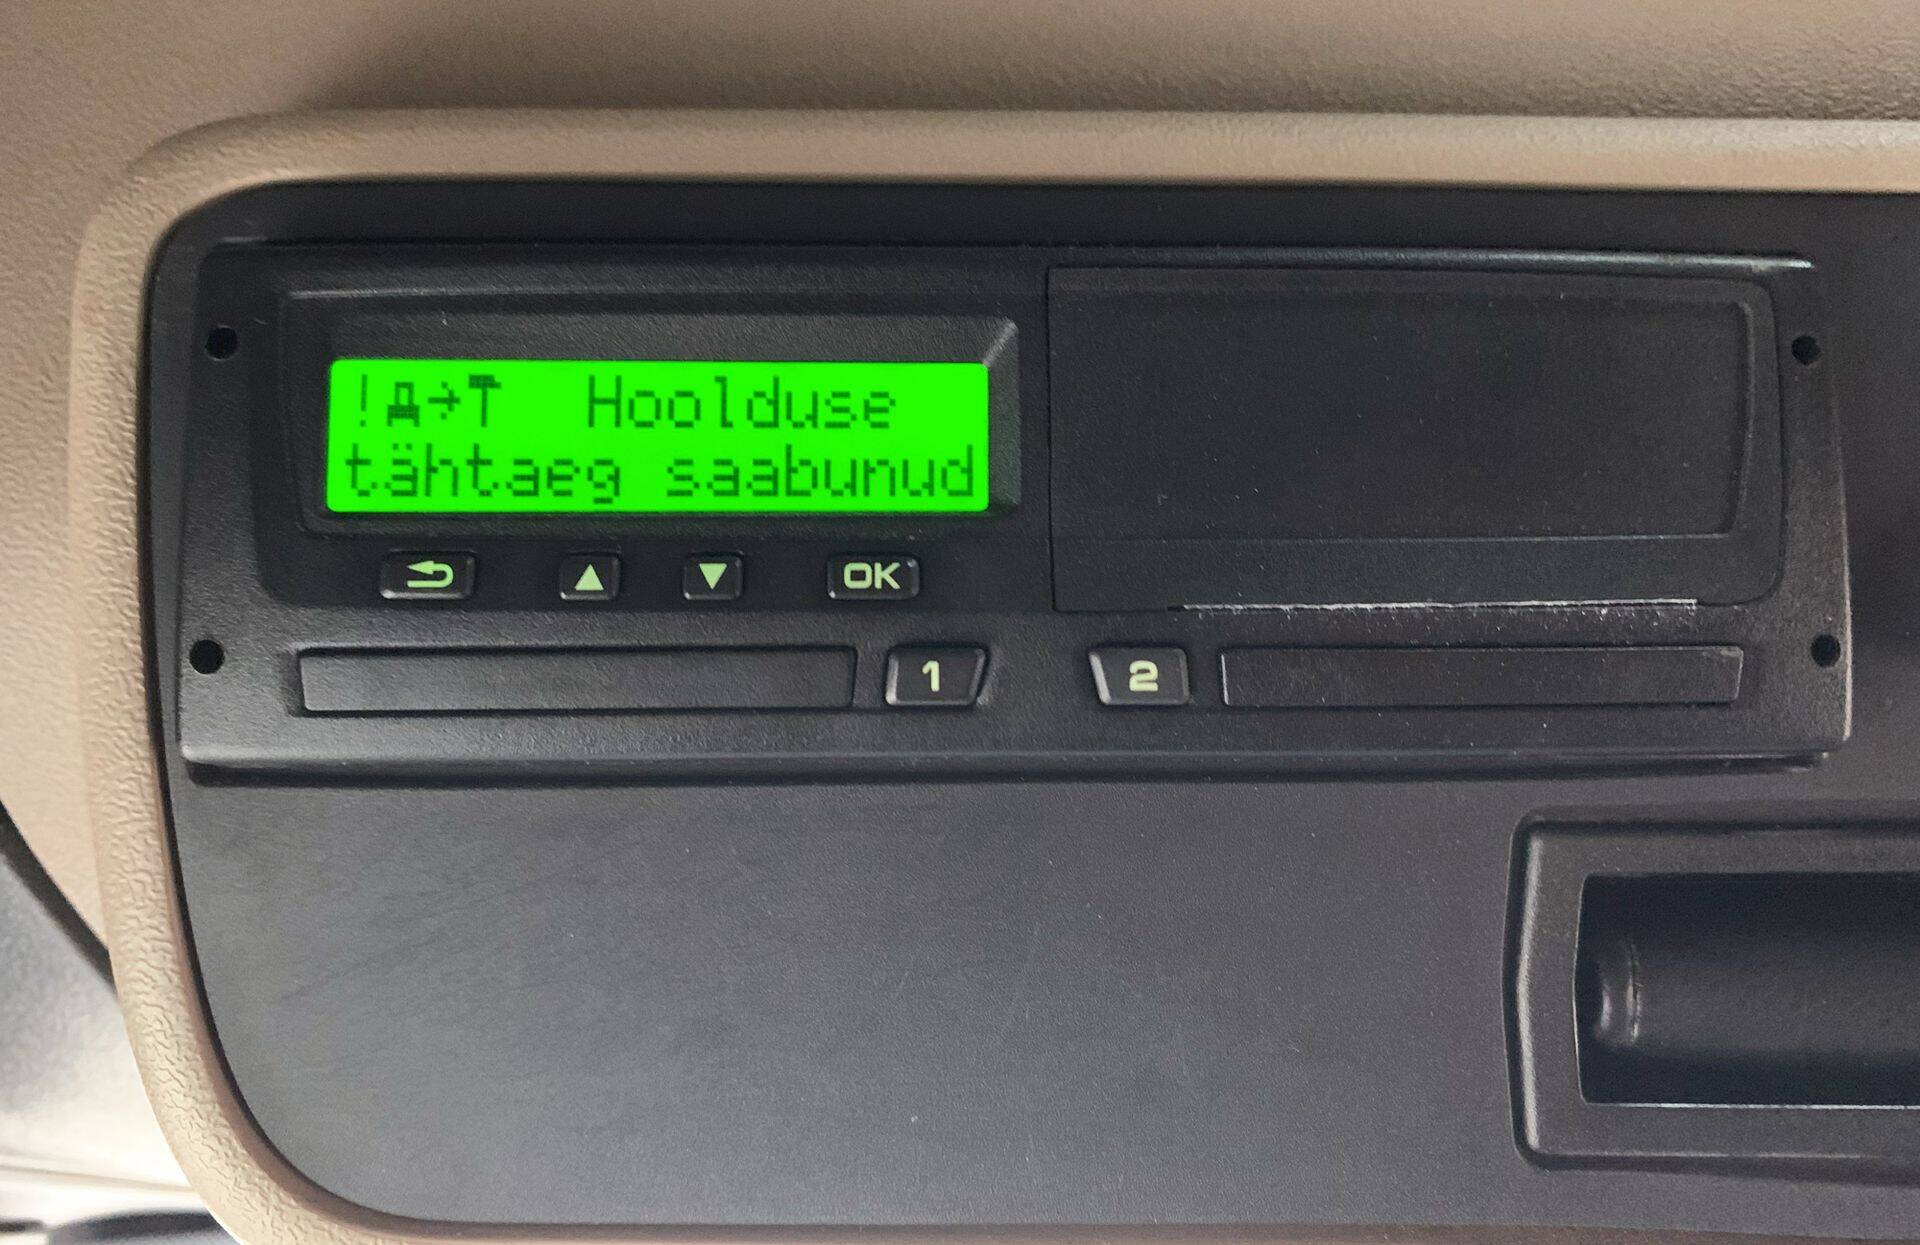 ! Hoolduse
tähtaeg saabunud
OK
1 2